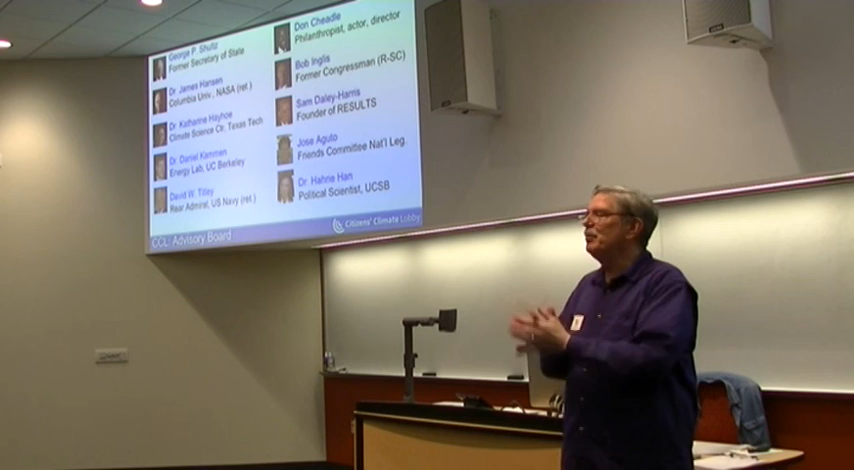 George P. Shultz
Former Secretary of State
Dr. James Hansen
Columbia Univ., NASA (ret.)
Dr. Katharine Hayhoe
Climate Science Ctr, Texas Tech
Dr. Daniel Kammen
Energy Lab, UC Berkeley
David W. Titley
Rear Admiral, US Navy (ret.)
Don Cheadle
Philanthropist, actor, director
Bob Inglis
Former Congressman (R-SC)
Sam Daley-Harris
Founder of RESULTS
Jose Aguto
Friends Committee Nat'l Leg.
Dr. Hahrie Han
Political Scientist, UCSB
CCL Advisory Board
Citizens' Climate Lobby